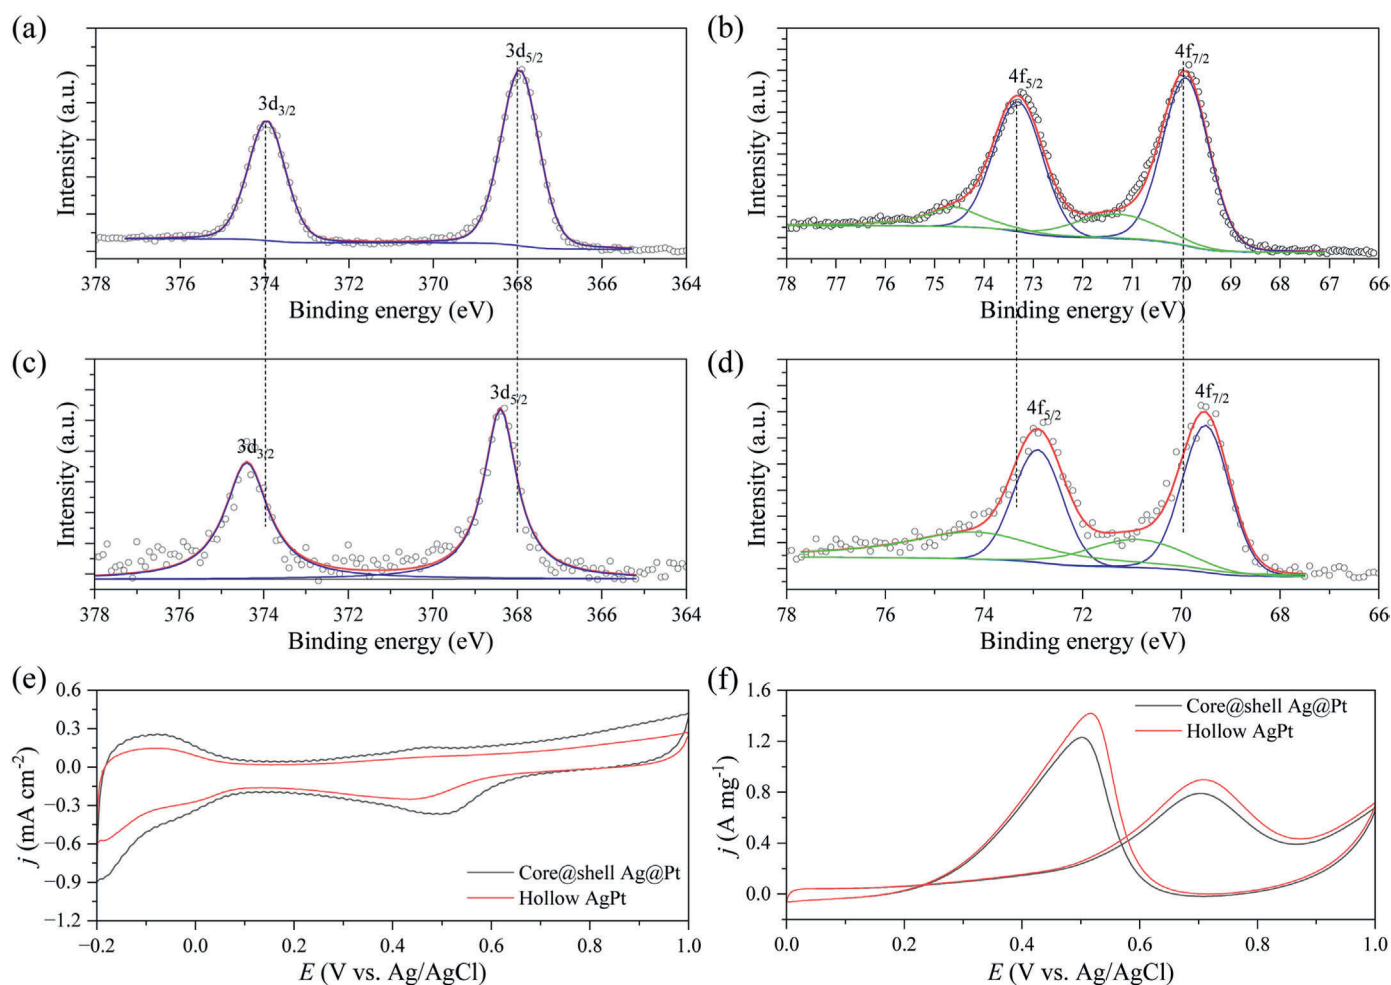 (a)
Intensity (a.u.)
3d3/2
3d5/2
378 376 374 372 370 368 366 364
Binding energy (eV)
(b)
Intensity (a.u.)
4f5/2
4f7/2
78 77 76 75 74 73 72 71 70 69 68 67 66
Binding energy (eV)
(c)
Intensity (a.u.)
3d3/2
3d5/2
378 376 374 372 370 368 366 364
Binding energy (eV)
(d)
Intensity (a.u.)
4f5/2
4f7/2
78 76 74 72 70 68 66
Binding energy (eV)
(e)
j (mA cm-2)
0.6
0.3
0.0
−0.3
−0.6
−0.9
−1.2
Core@shell Ag@Pt
Hollow AgPt
−0.2 0.0 0.2 0.4 0.6 0.8 1.0
E (V vs. Ag/AgCl)
(f)
j (A mg-1)
1.6
1.2
0.8
0.4
0.0
Core@shell Ag@Pt
Hollow AgPt
0.0 0.2 0.4 0.6 0.8 1.0
E (V vs. Ag/AgCl)